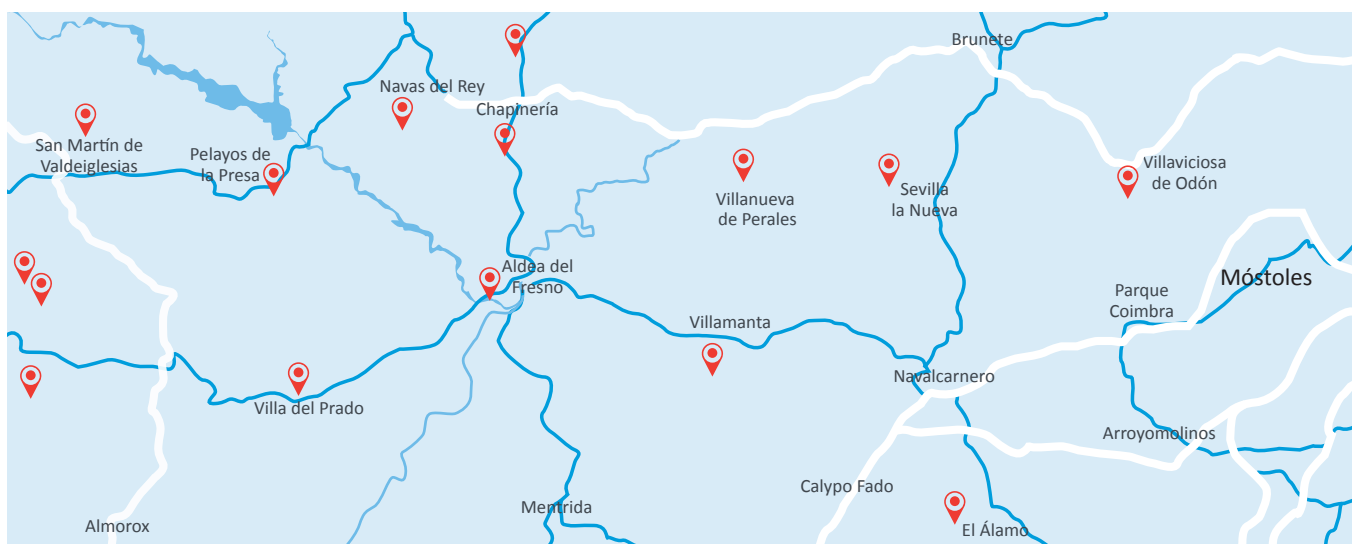 Brunete
Navas del Rey
Chapinería
San Martín de
Valdeiglesias
Pelayos de
la Presa
Villaviciosa
de Odón
Villanueva
de Perales
Sevilla
la Nueva
Aldea del
Fresno
Móstoles
Parque
Coimbra
Villamanta
Navalcarnero
Villa del Prado
Arroyomolinos
Calypo Fado
Mentrida
Almorox
El Álamo